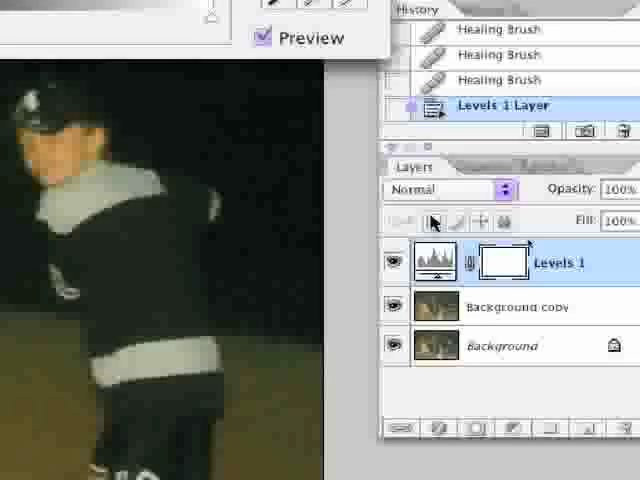 History
Healing Brush
Healing Brush
Healing Brush
Levels 1 Layer
Preview
Layers
Normal
Opacity: 100%
Fill: 100%
Levels 1
Background copy
Background